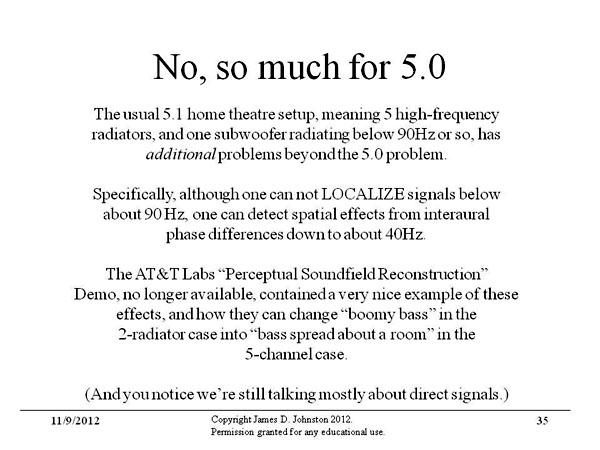 No, so much for 5.0
The usual 5.1 home theatre setup, meaning 5 high-frequency
radiators, and one subwoofer radiating below 90Hz or so, has
additional problems beyond the 5.0 problem.
Specifically, although one can not LOCALIZE signals below
about 90 Hz, one can detect spatial effects from interaural
phase differences down to about 40Hz.
The AT&T Labs “Perceptual Soundfield Reconstruction”
Demo, no longer available, contained a very nice example of these
effects, and how they can change “boomy bass” in the
2-radiator case into “bass spread about a room” in the
5-channel case.
(And you notice we’re still talking mostly about direct signals.)
11/9/2012
Copyright James D. Johnston 2012.
Permission granted for any educational use.
35